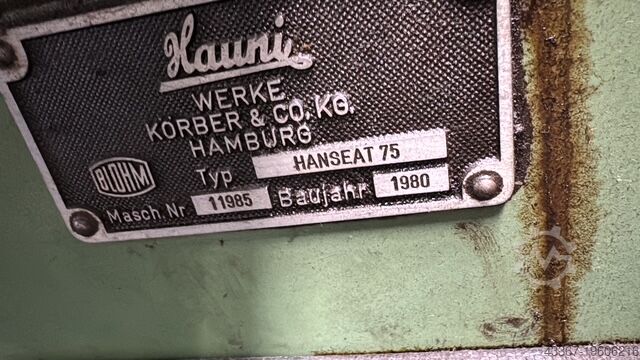 Hauni
WERKE
KÖRBER & CO. KG.
HAMBURG
BLOHM
Typ HANSEAT 75
Masch. Nr 11985 Baujahr 1980